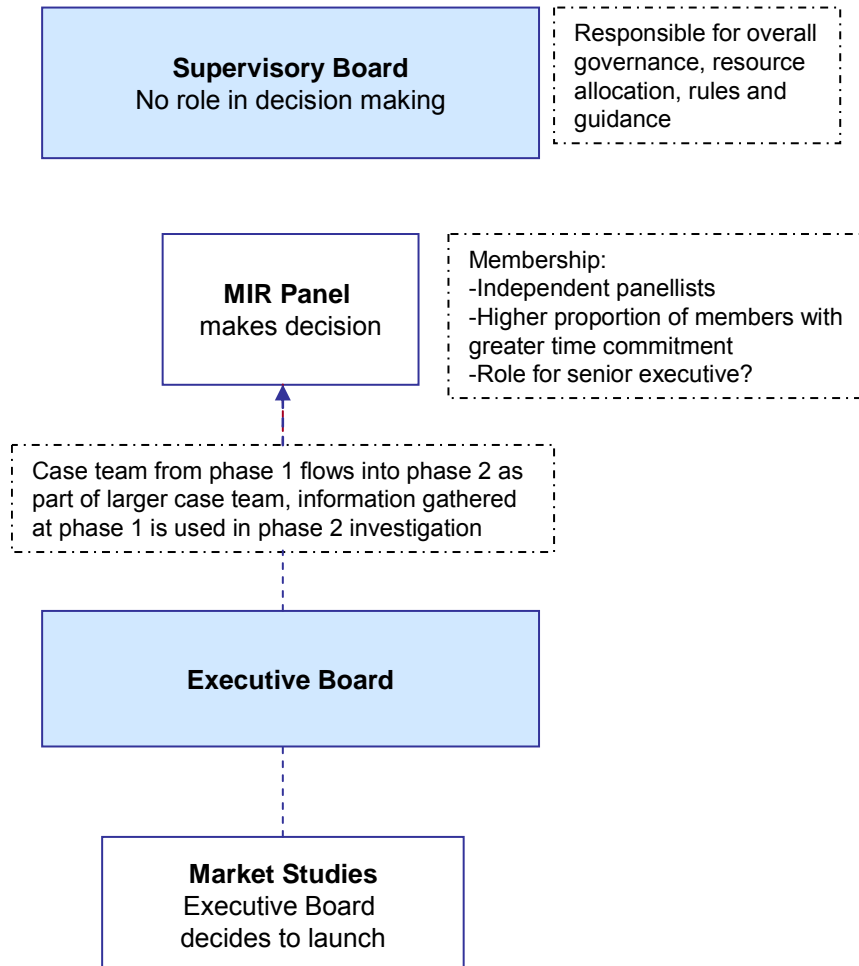 Supervisory Board
No role in decision making
Responsible for overall
governance, resource
allocation, rules and
guidance
MIR Panel
makes decision
Membership:
-Independent panellists
-Higher proportion of members with
greater time commitment
-Role for senior executive?
Case team from phase 1 flows into phase 2 as
part of larger case team, information gathered
at phase 1 is used in phase 2 investigation
Executive Board
Market Studies
Executive Board
decides to launch